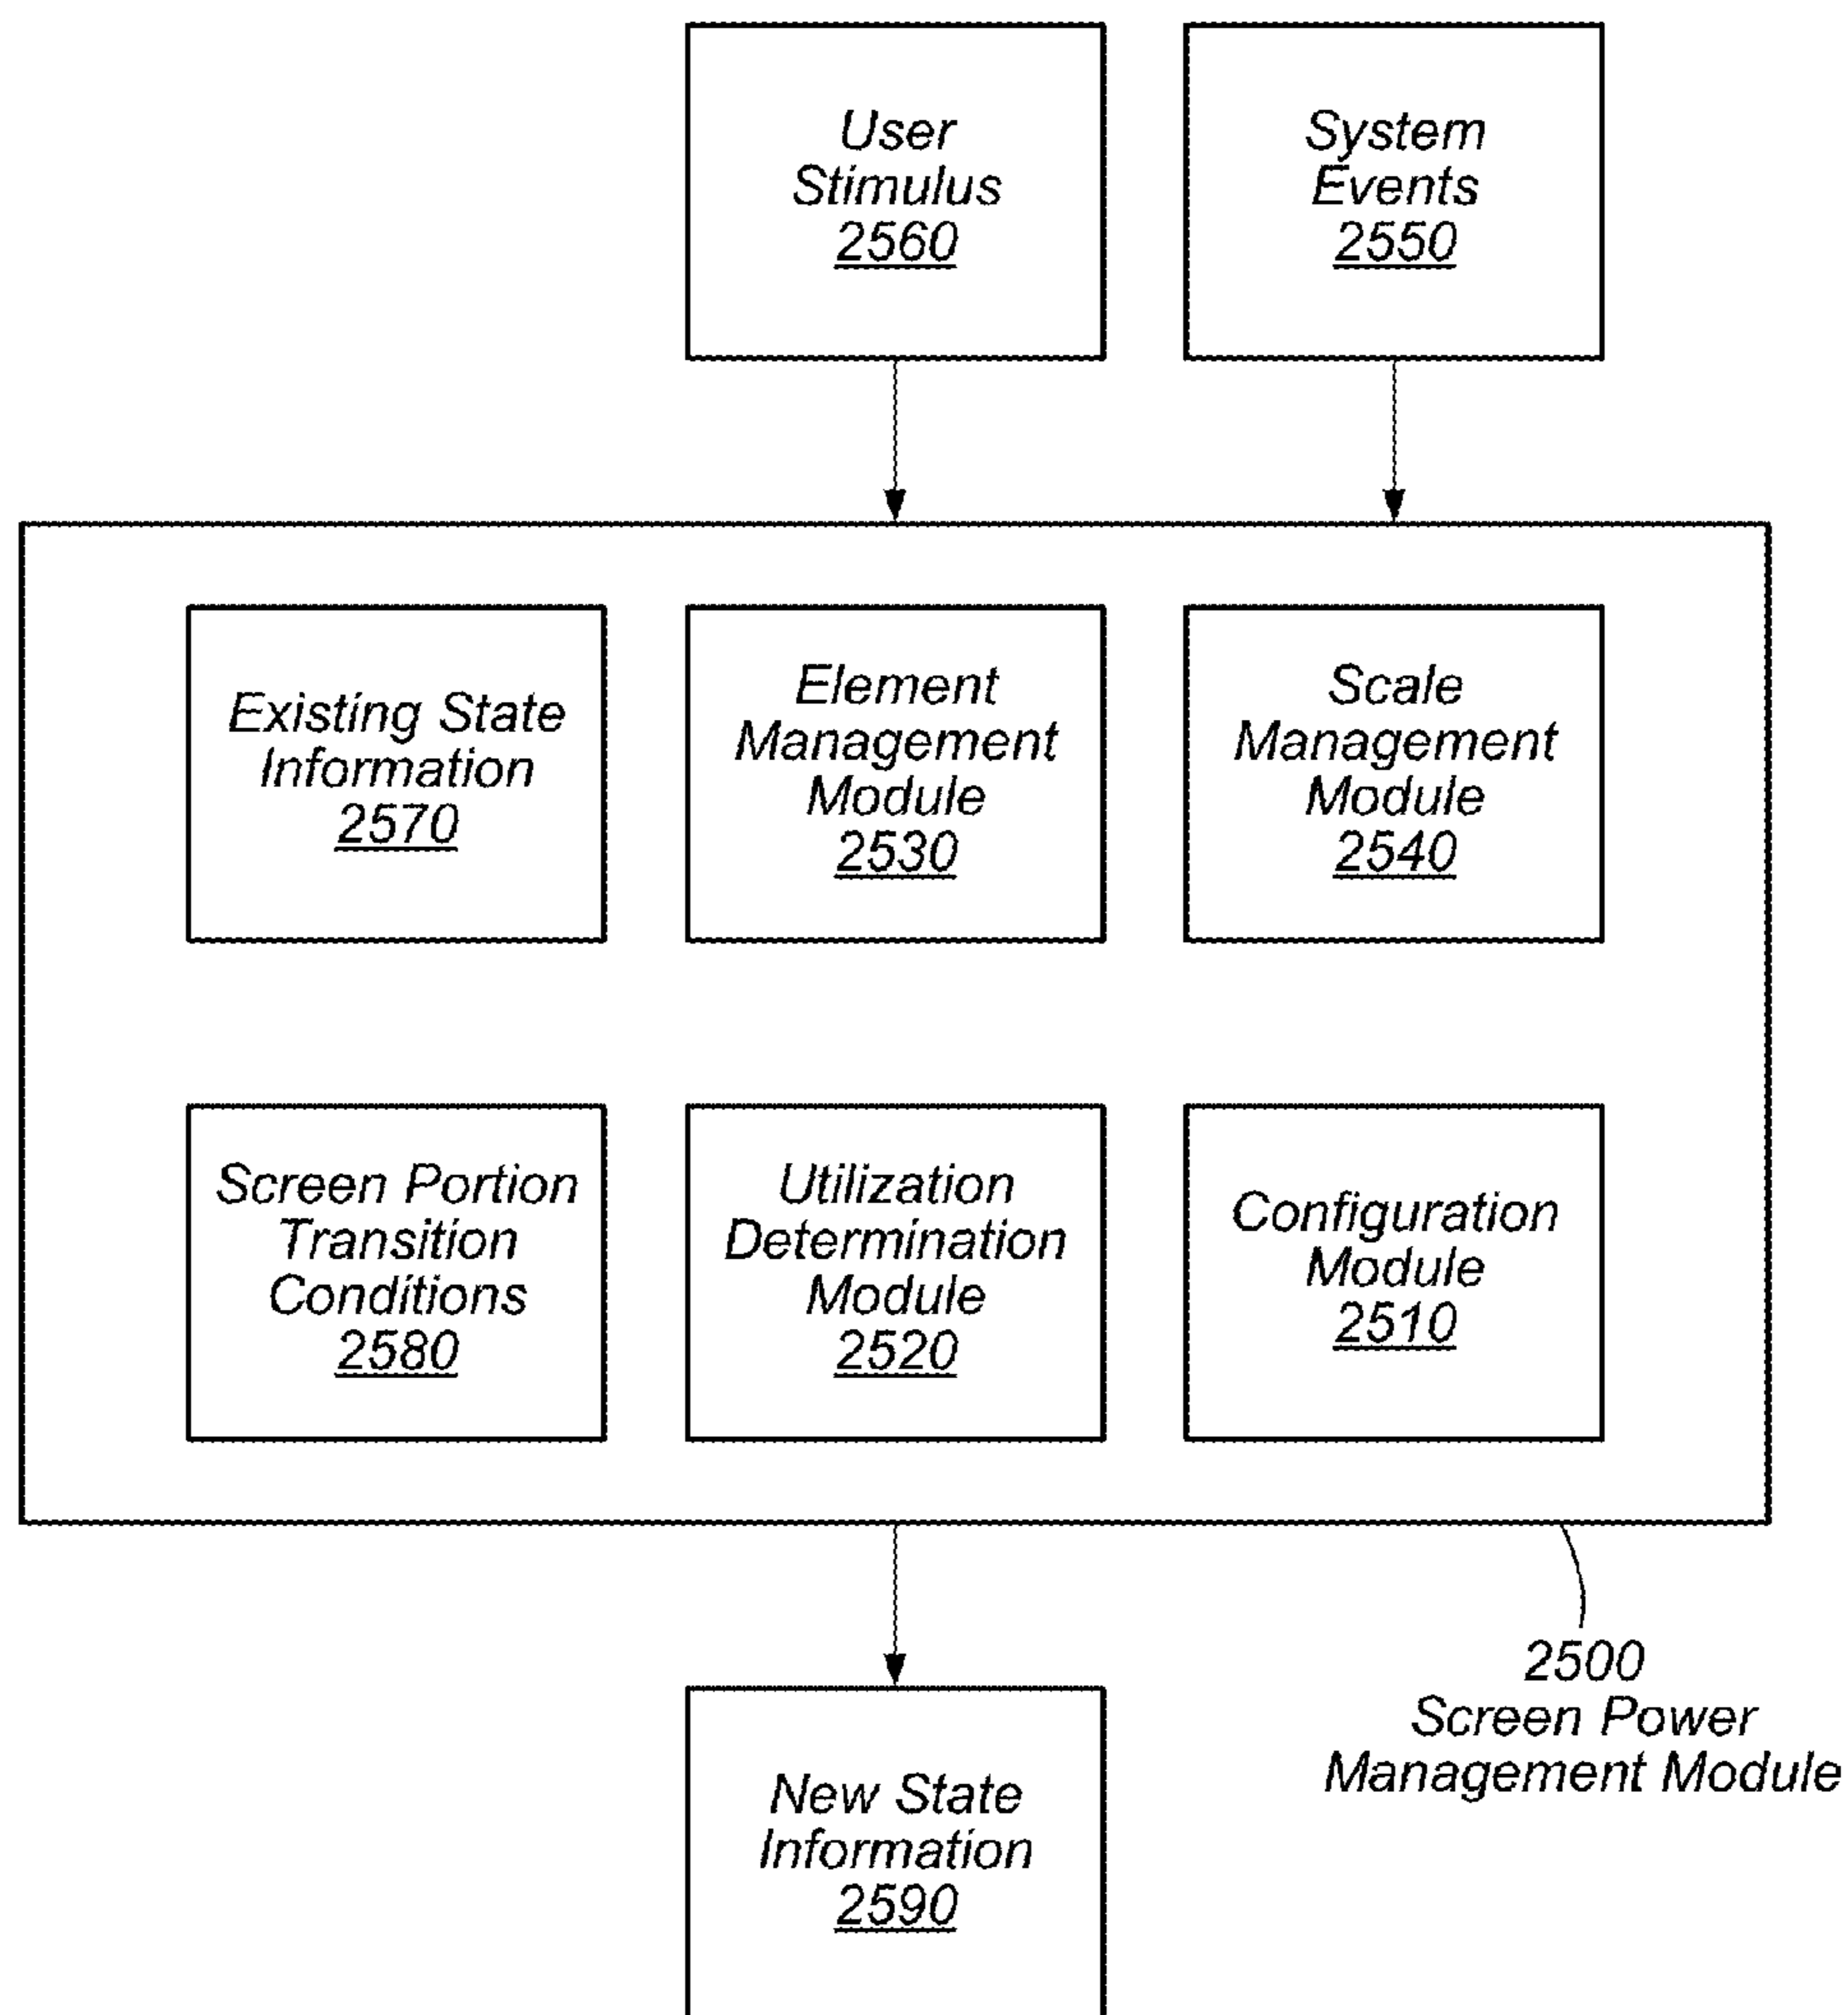 User
Stimulus
2560
System
Events
2550
Existing State
Information
2570
Element
Management
Module
2530
Scale
Management
Module
2540
Screen Portion
Transition
Conditions
2580
Utilization
Determination
Module
2520
Configuration
Module
2510
2500
Screen Power
Management Module
New State
Information
2590